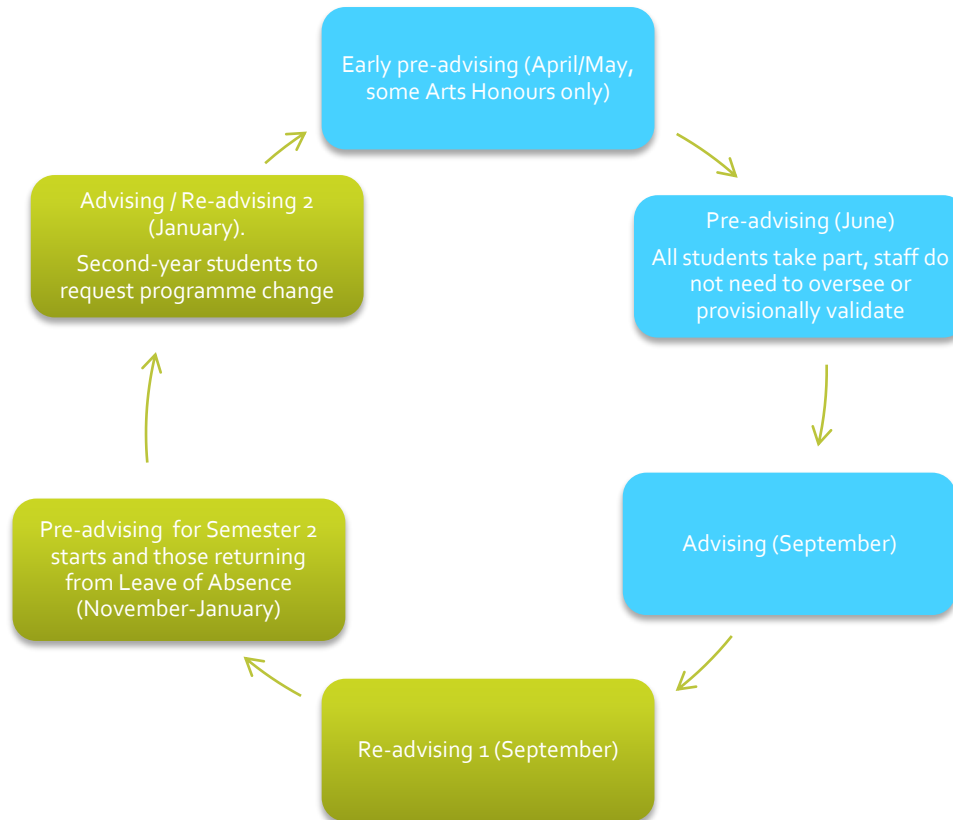 Early pre-advising (April/May,
some Arts Honours only)
Pre-advising (June)
All students take part, staff do
not need to oversee or
provisionally validate
Advising (September)
Re-advising 1 (September)
Pre-advising  for Semester 2
starts and those returning
from Leave of Absence
(November-January)
Advising / Re-advising 2
(January).
Second-year students to
request programme change